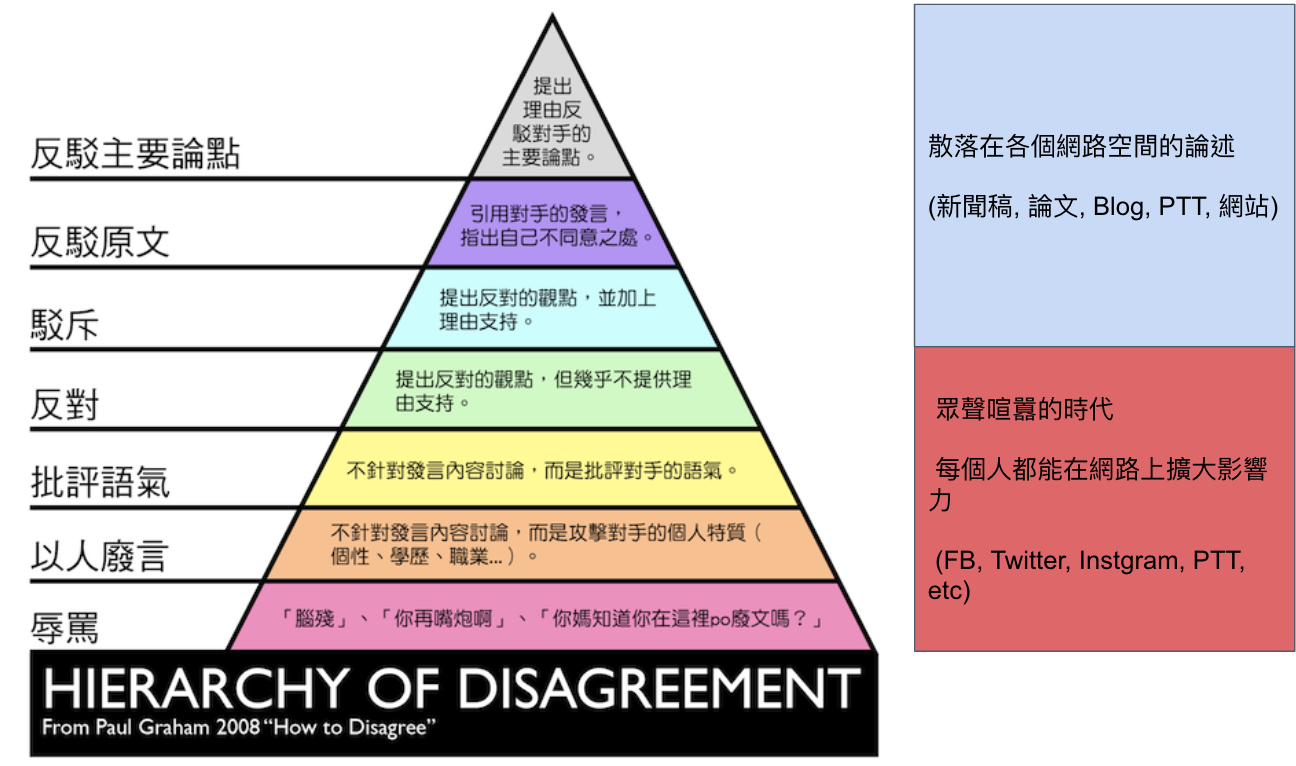 提出
理由反
駁對手的
主要論點。
反駁主要論點
引用對手的發言，
指出自己不同意之處。
反駁原文
提出反對的觀點，並加上
理由支持。
駁斥
提出反對的觀點，但幾乎不提供理
由支持。
反對
不針對發言內容討論，而是批評對手的語氣。
批評語氣
不針對發言內容討論，而是攻擊對手的個人特質（
個性、學歷、職業...）。
以人廢言
「腦殘」、「你再嘴炮啊」、「你媽知道你在這裡po廢文嗎？」
辱罵
HIERARCHY OF DISAGREEMENT
From Paul Graham 2008 “How to Disagree”
散落在各個網路空間的論述
(新聞稿, 論文, Blog, PTT, 網站)
眾聲喧囂的時代
每個人都能在網路上擴大影響
力
(FB, Twitter, Instgram, PTT,
etc)